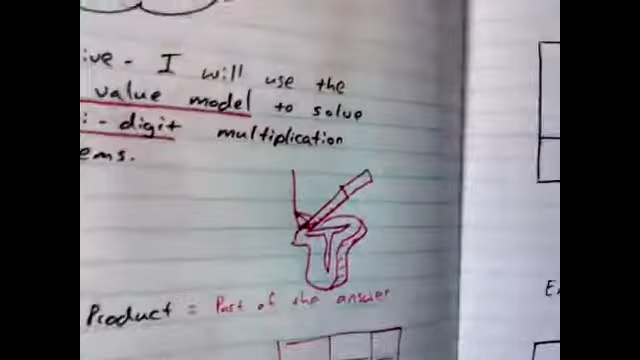 ive - I will use the
value model to solve
i-digit multiplication
ems.
T
Product = Part of the answer
E